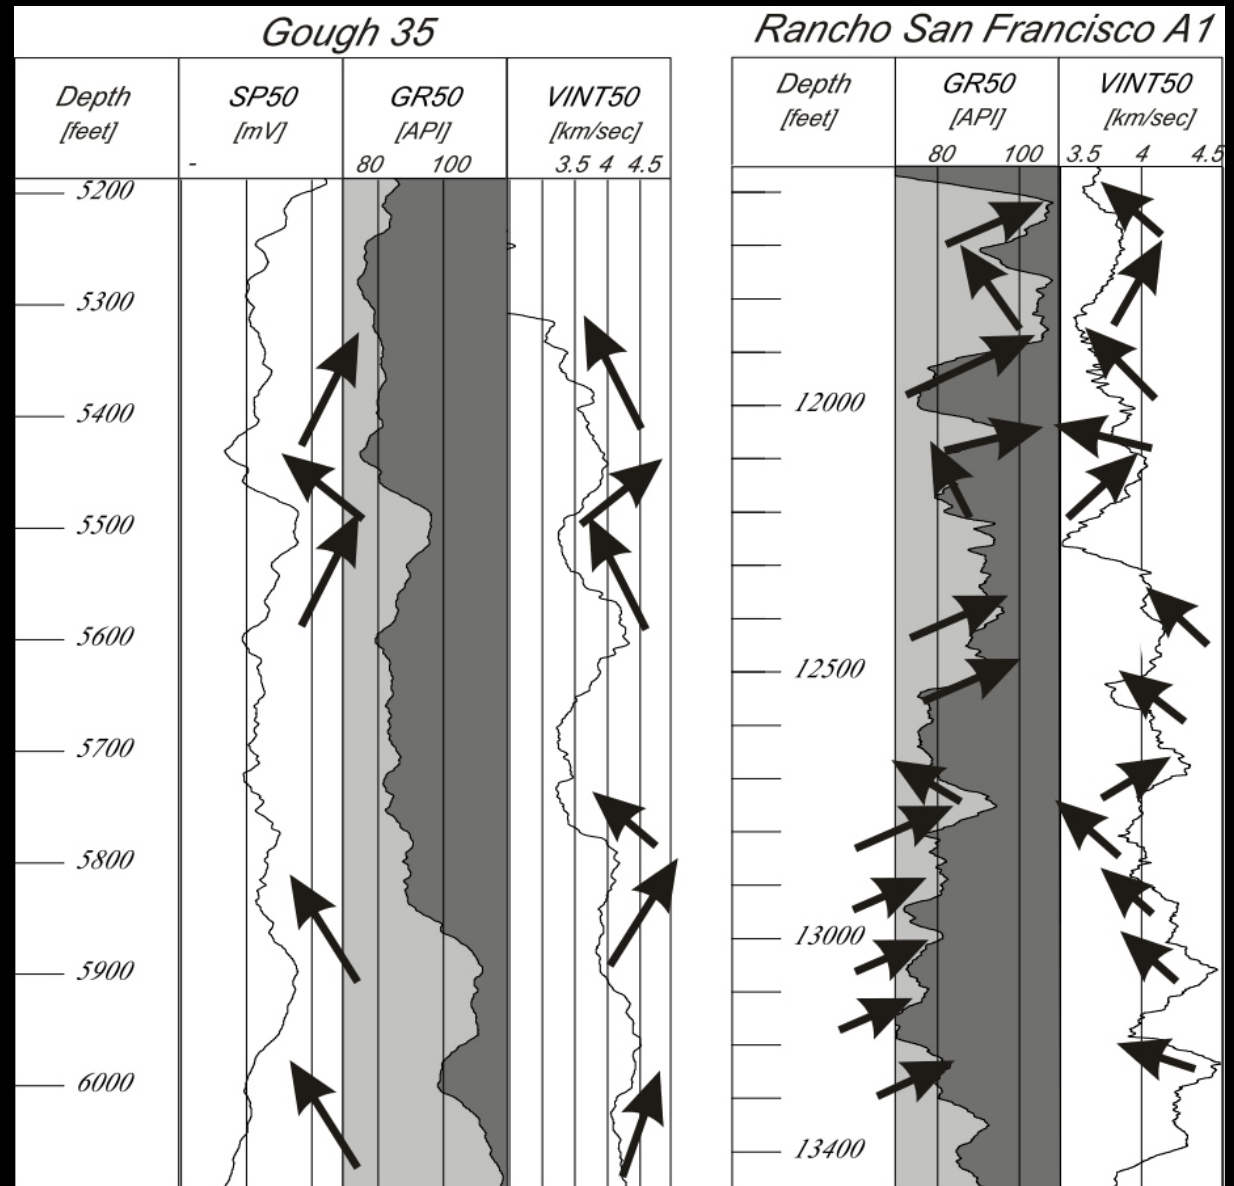 Gough 35
Depth
[feet]
SP50
[mV]
-
GR50
[API]
80 100
VINT50
[km/sec]
3.5 4 4.5
5200
5300
5400
5500
5600
5700
5800
5900
6000
Rancho San Francisco A1
Depth
[feet]
GR50
[API]
80 100
VINT50
[km/sec]
3.5 4 4.5
12000
12500
13000
13400